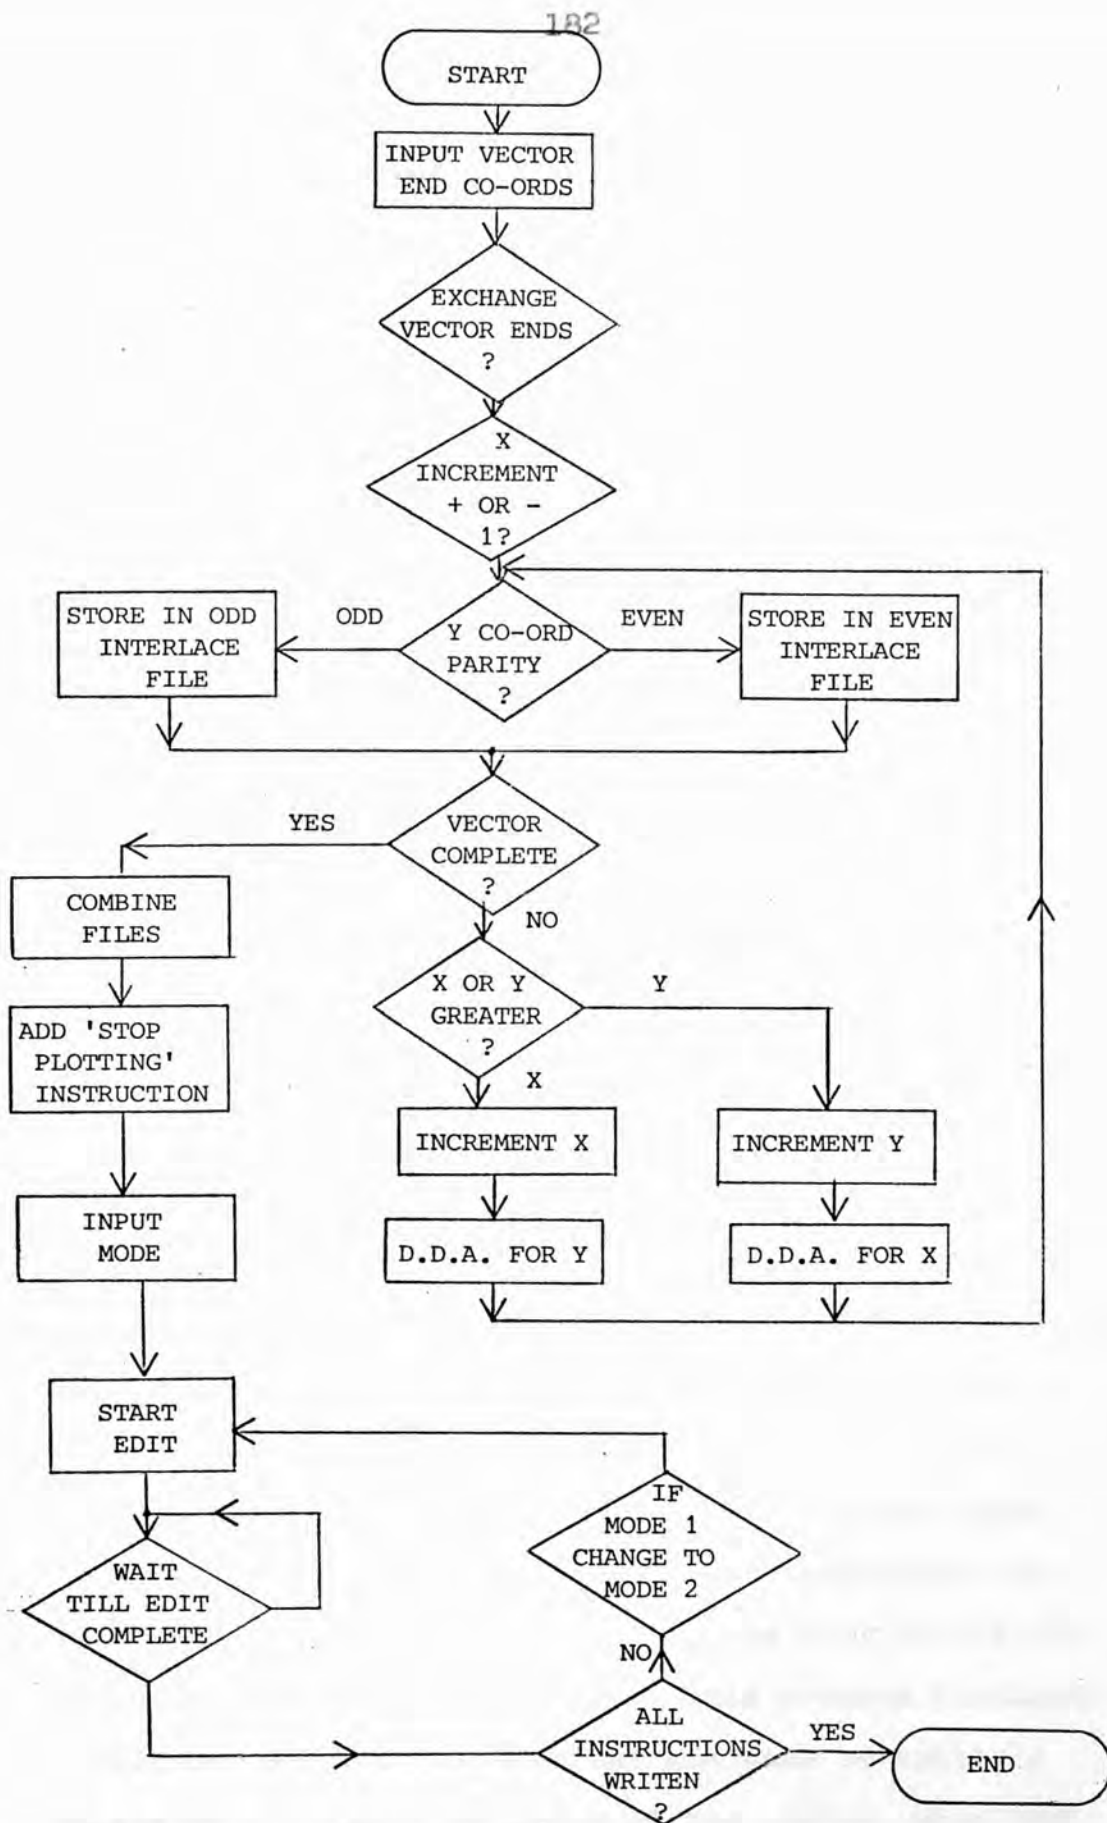 182
START
INPUT VECTOR
END CO-ORDS
EXCHANGE
VECTOR ENDS
?
X
INCREMENT
+ OR -
1?
STORE IN ODD
INTERLACE
FILE
ODD
Y CO-ORD
PARITY
?
EVEN
STORE IN EVEN
INTERLACE
FILE
YES
VECTOR
COMPLETE
?
NO
COMBINE
FILES
X OR Y
GREATER
?
Y
X
ADD 'STOP
PLOTTING'
INSTRUCTION
INCREMENT X
INCREMENT Y
INPUT
MODE
D.D.A. FOR Y
D.D.A. FOR X
START
EDIT
IF
MODE 1
CHANGE TO
MODE 2
WAIT
TILL EDIT
COMPLETE
NO
ALL
INSTRUCTIONS
WRITEN
?
YES
END